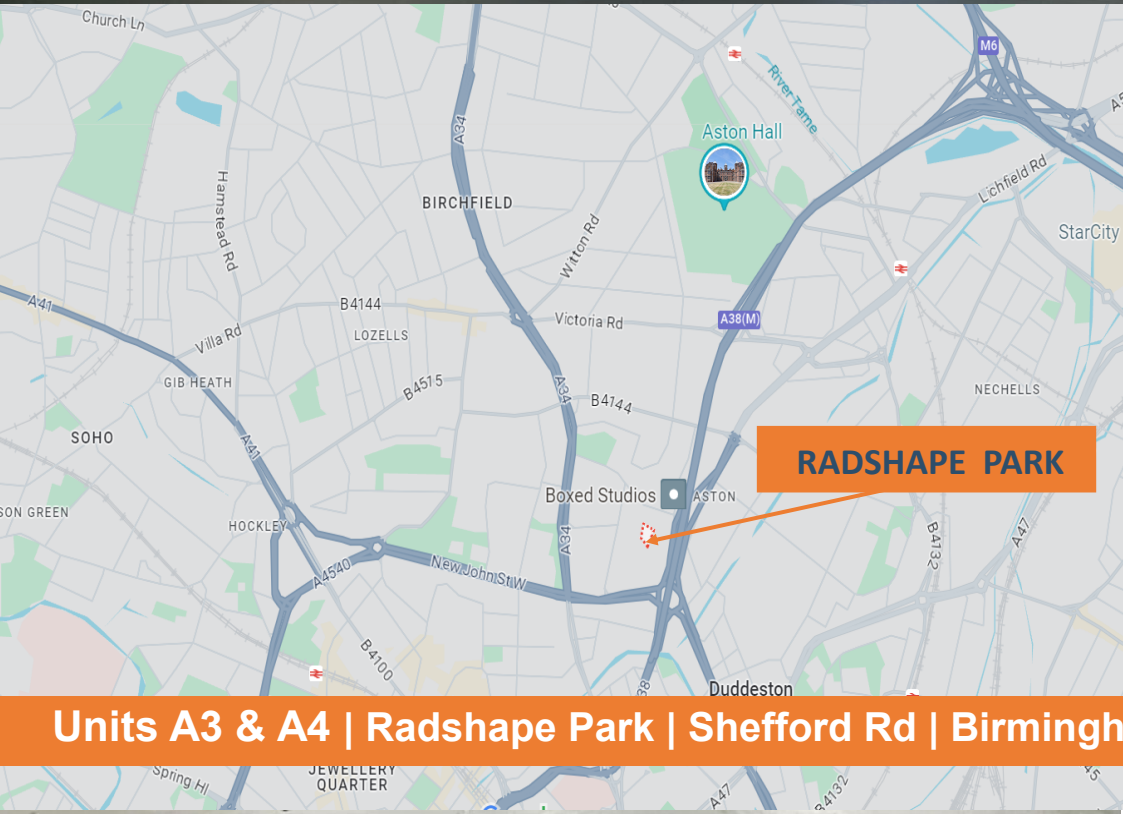 Church Ln
M6
A34
River Tame
Aston Hall
Lichfield Rd
Hamstead Rd
BIRCHFIELD
Witton Rd
StarCity
A41
B4144
Victoria Rd
A38(M)
Villa Rd
LOZELLS
GIB HEATH
B4515
A34
B4144
NECHELLS
SOHO
A41
RADSHAPE PARK
Boxed Studios
ASTON
SON GREEN
HOCKLEY
A34
B4132
A47
A4540
New John St W
B4100
38
Duddeston
Units A3 & A4 | Radshape Park | Shefford Rd | Birmingh
Spring Hl
JEWELLERY
QUARTER
A47
B4132
45